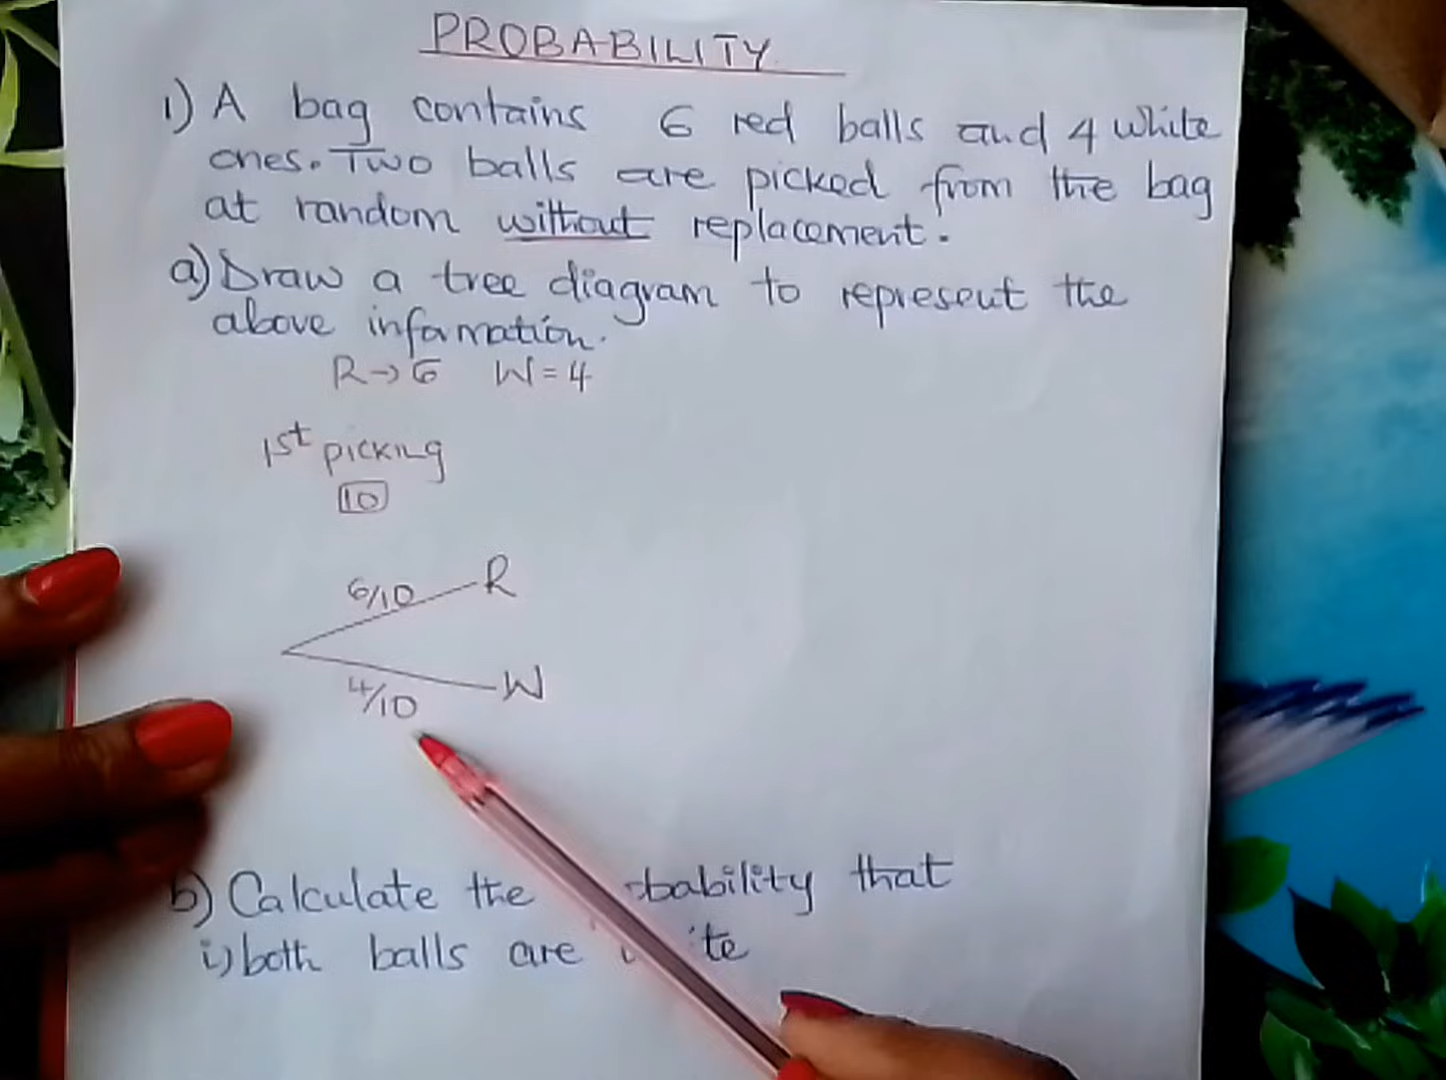 PROBABILITY
1) A bag contains 6 red balls and 4 white
ones. Two balls are picked from the bag
at random without replacement.
a) Draw a tree diagram to represent the
above information.
R→6 W=4
1st picking
10
6/10 R
4/10 W
b) Calculate the that
i) both balls are